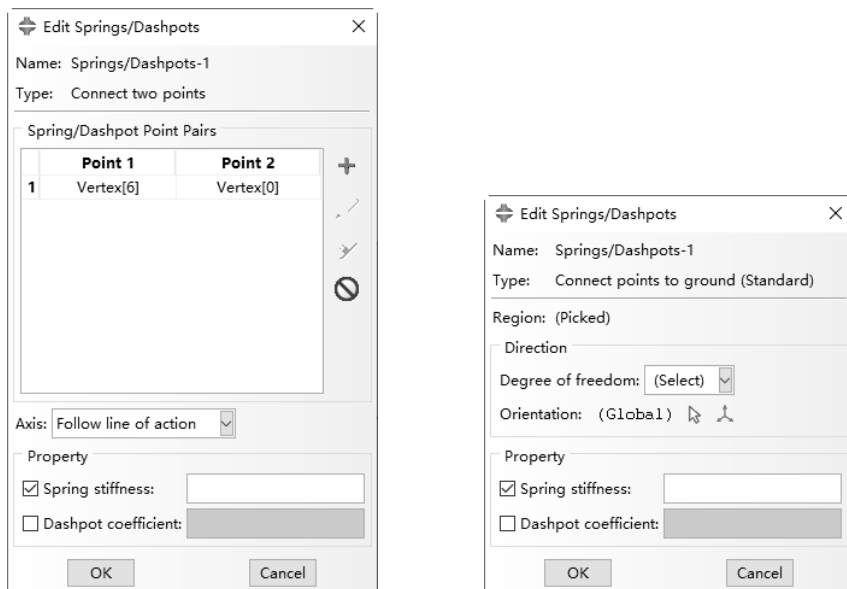 Edit Springs/Dashpots
Name: Springs/Dashpots-1
Type: Connect two points
Spring/Dashpot Point Pairs
Point 1 Point 2
1 Vertex[6] Vertex[0]
Axis: Follow line of action
Property
Spring stiffness:
Dashpot coefficient:
OK Cancel
Edit Springs/Dashpots
Name: Springs/Dashpots-1
Type: Connect points to ground (Standard)
Region: (Picked)
Direction
Degree of freedom: (Select)
Orientation: (Global)
Property
Spring stiffness:
Dashpot coefficient:
OK Cancel